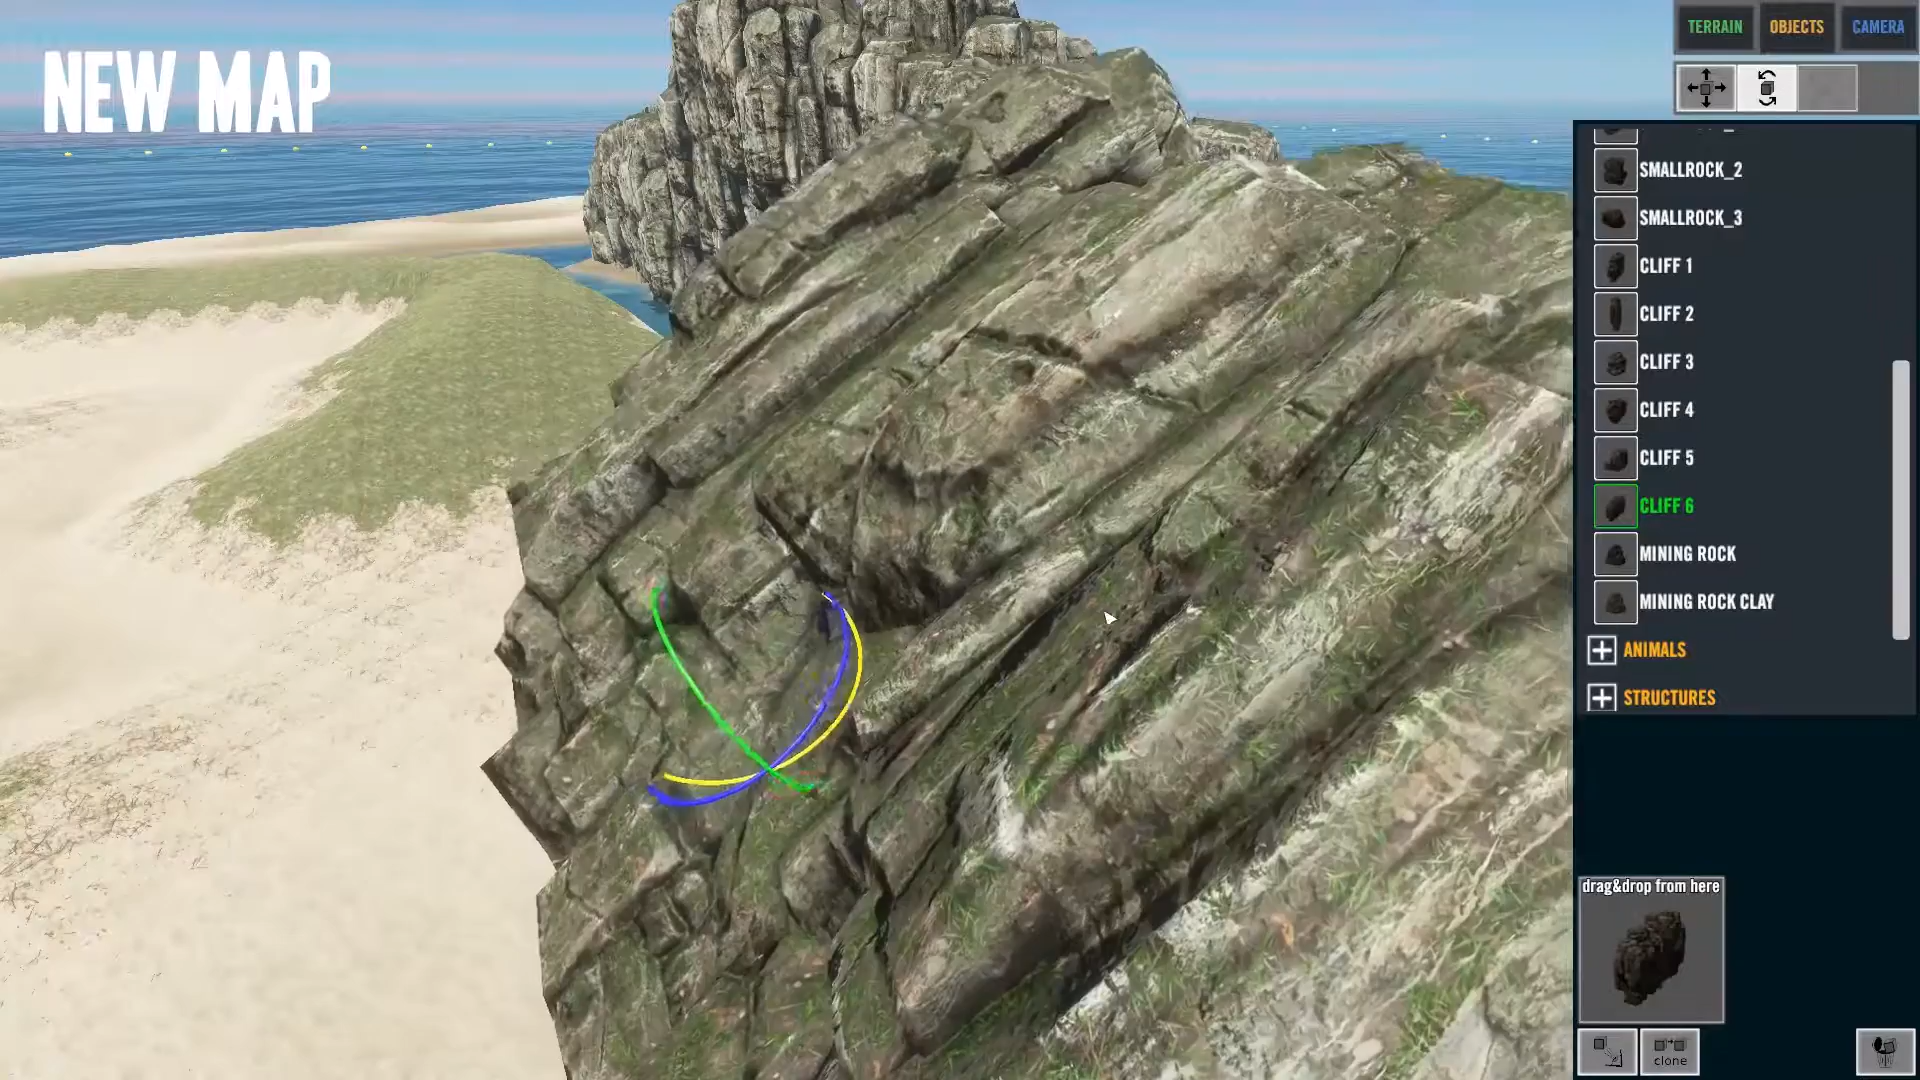 NEW MAP
TERRAIN OBJECTS CAMERA
SMALLROCK_2
SMALLROCK_3
CLIFF 1
CLIFF 2
CLIFF 3
CLIFF 4
CLIFF 5
CLIFF 6
MINING ROCK
MINING ROCK CLAY
ANIMALS
STRUCTURES
drag&drop from here
clone